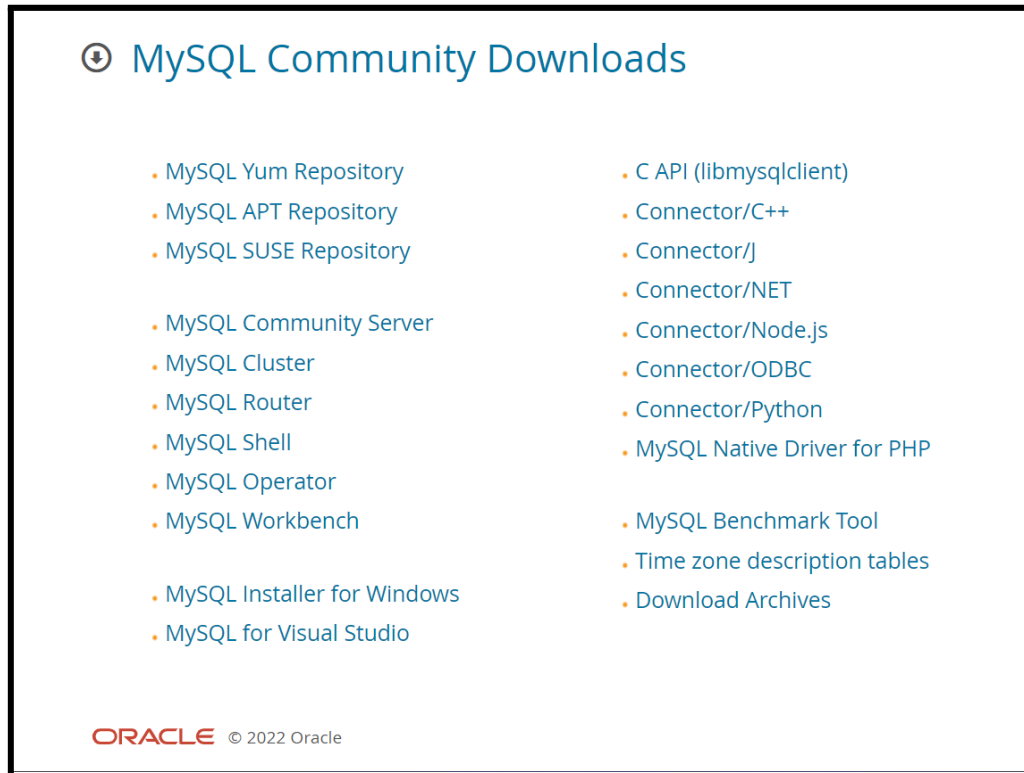 MySQL Community Downloads
MySQL Yum Repository
MySQL APT Repository
MySQL SUSE Repository
MySQL Community Server
MySQL Cluster
MySQL Router
MySQL Shell
MySQL Operator
MySQL Workbench
MySQL Installer for Windows
MySQL for Visual Studio
C API (libmysqlclient)
Connector/C++
Connector/J
Connector/NET
Connector/Node.js
Connector/ODBC
Connector/Python
MySQL Native Driver for PHP
MySQL Benchmark Tool
Time zone description tables
Download Archives
ORACLE © 2022 Oracle